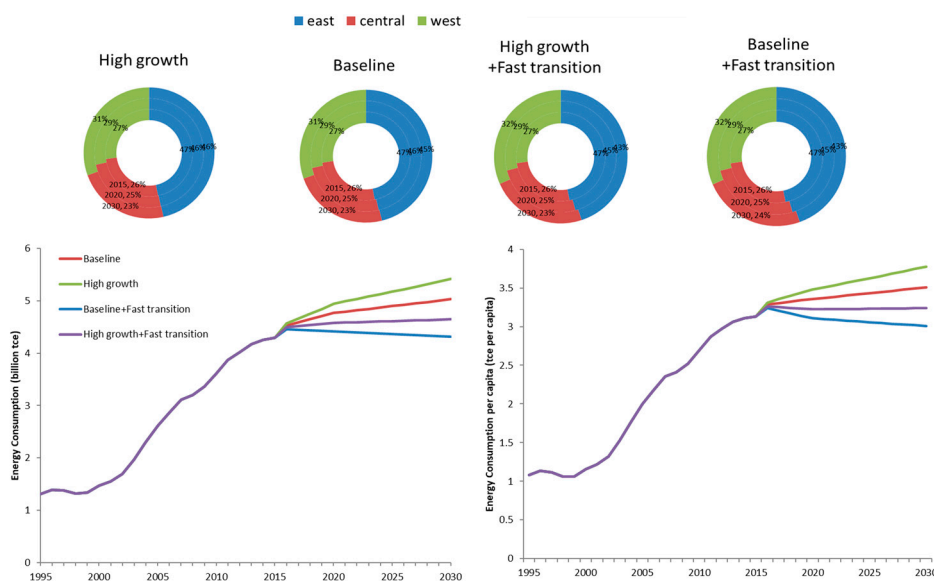 east central west
High growth
Baseline
High growth
+Fast transition
Baseline
+Fast transition
31%
29%
27%
47%46%46%
2015, 26%
2020, 25%
2030, 23%
31%
29%
27%
47%46%45%
2015, 26%
2020, 25%
2030, 23%
32%
29%
27%
47%45%43%
2015, 26%
2020, 25%
2030, 23%
32%
29%
27%
47%45%43%
2015, 26%
2020, 25%
2030, 24%
Energy Consumption (billion tce)
6
5
4
3
2
1
0
Baseline
High growth
Baseline+Fast transition
High growth+Fast transition
1995 2000 2005 2010 2015 2020 2025 2030
Energy Consumption per capita (tce per capita)
4
3.5
3
2.5
2
1.5
1
0.5
0
1995 2000 2005 2010 2015 2020 2025 2030